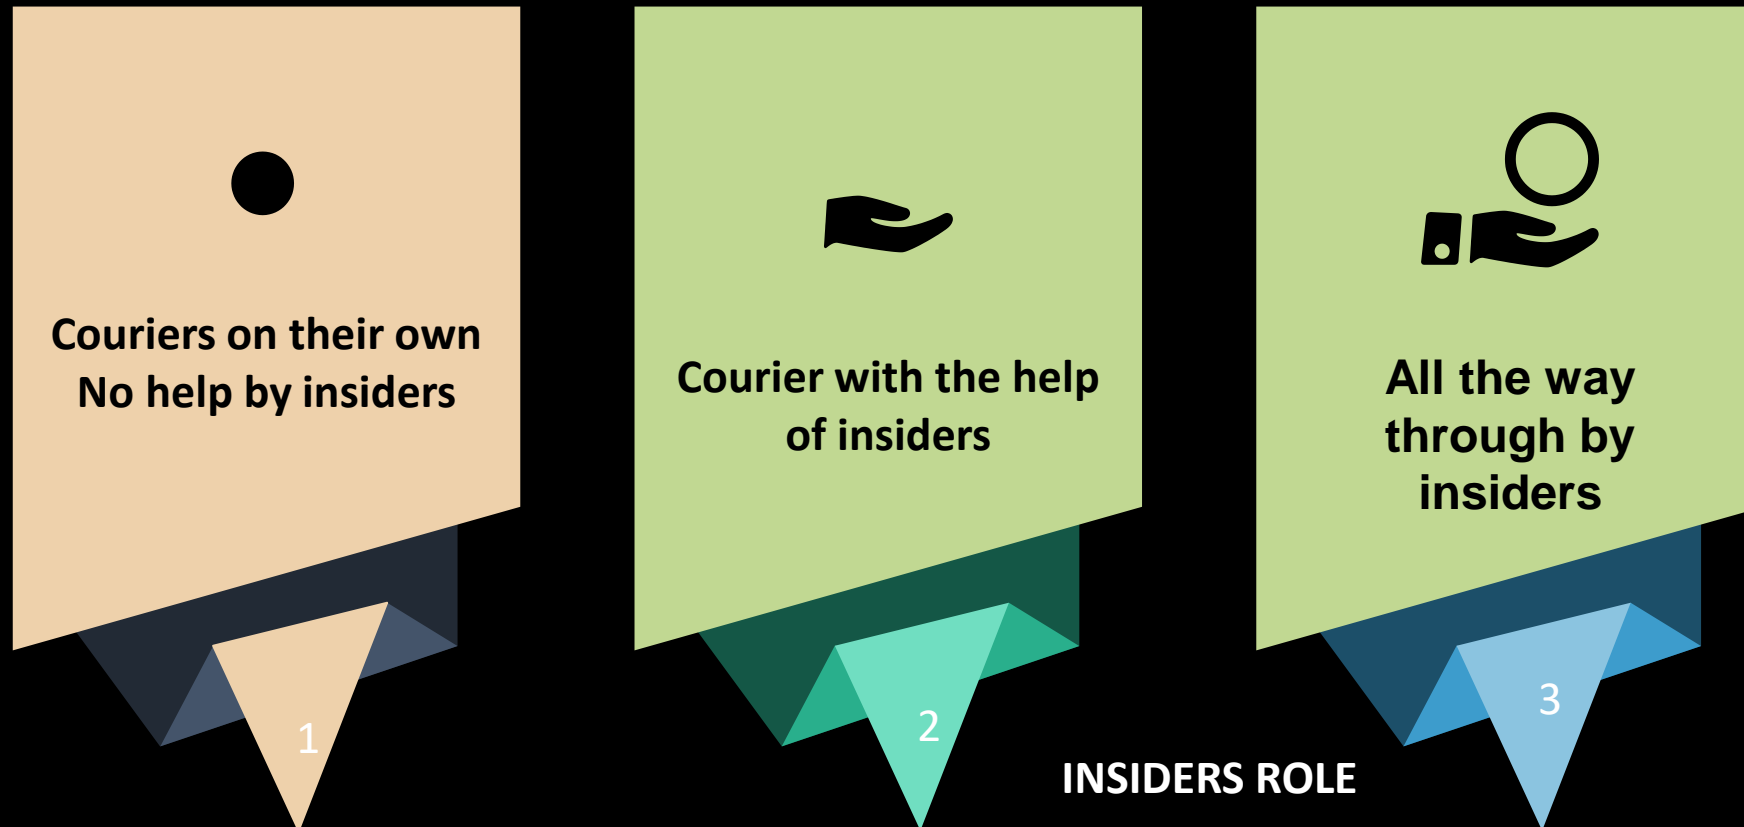 Couriers on their own
No help by insiders
1
Courier with the help
of insiders
2
All the way
through by
insiders
3
INSIDERS ROLE